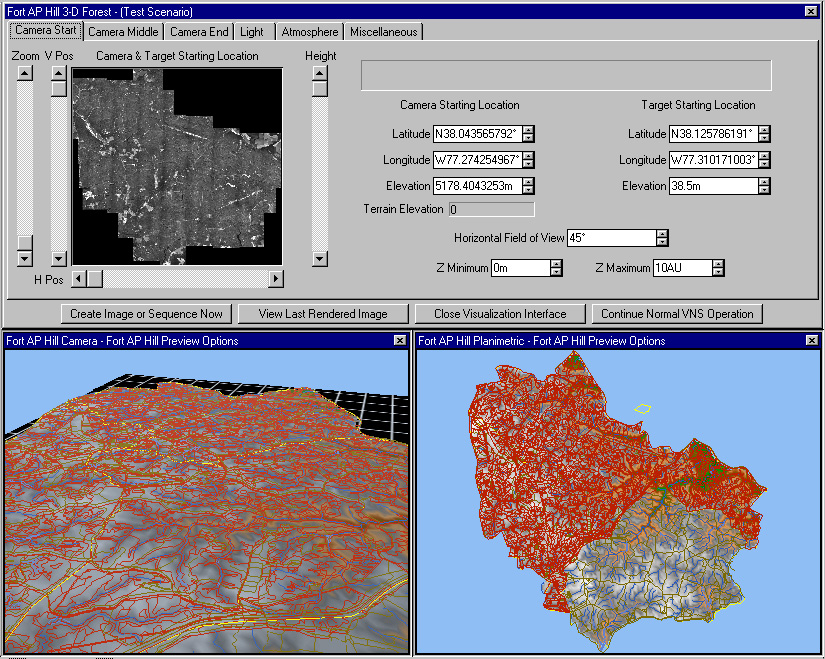 Fort AP Hill 3-D Forest - (Test Scenario)
Camera Start Camera Middle Camera End Light Atmosphere Miscellaneous
Zoom V Pos Camera & Target Starting Location Height
Camera Starting Location Target Starting Location
Latitude N38.043565792° Latitude N38.125786191°
Longitude W77.274254967° Longitude W77.310171003°
Elevation 5178.4043253m Elevation 38.5m
Terrain Elevation 0
Horizontal Field of View 45°
Z Minimum 0m Z Maximum 10AU
H Pos
Create Image or Sequence Now View Last Rendered Image Close Visualization Interface Continue Normal VNS Operation
Fort AP Hill Camera - Fort AP Hill Preview Options Fort AP Hill Planimetric - Fort AP Hill Preview Options